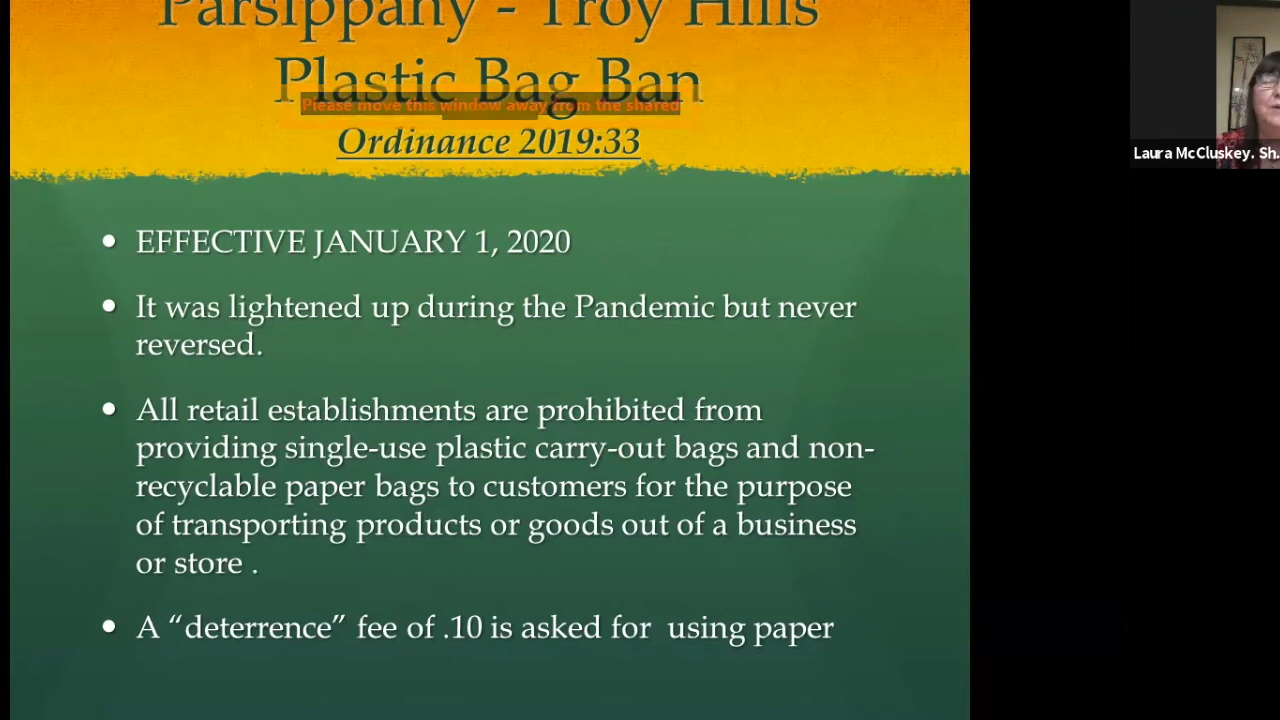 Parsippany - Troy Hills
Plastic Bag Ban
Please move this window away from the shared
Ordinance 2019:33
Laura McCluskey. Sh.
• EFFECTIVE JANUARY 1, 2020
• It was lightened up during the Pandemic but never
reversed.
• All retail establishments are prohibited from
providing single-use plastic carry-out bags and non-
recyclable paper bags to customers for the purpose
of transporting products or goods out of a business
or store .
• A “deterrence” fee of .10 is asked for  using paper